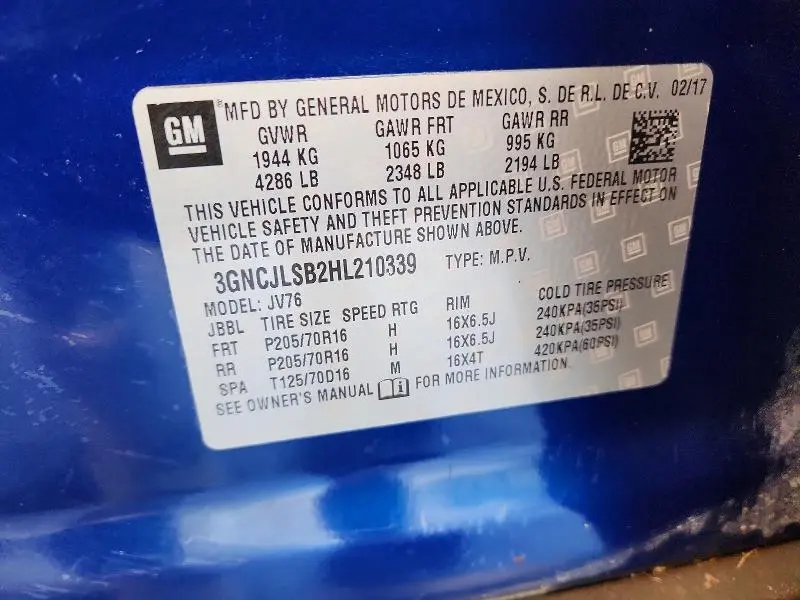 GM
® MFD BY GENERAL MOTORS DE MEXICO, S. DE R.L. DE C.V. 02/17
GVWR GAWR FRT GAWR RR
1944 KG 1065 KG 995 KG
4286 LB 2348 LB 2194 LB
THIS VEHICLE CONFORMS TO ALL APPLICABLE U.S. FEDERAL MOTOR
VEHICLE SAFETY AND THEFT PREVENTION STANDARDS IN EFFECT ON
THE DATE OF MANUFACTURE SHOWN ABOVE.
3GNCJLSB2HL210339 TYPE: M.P.V.
MODEL: JV76
JBBL TIRE SIZE SPEED RTG RIM COLD TIRE PRESSURE
FRT P205/70R16 H 16X6.5J 240KPA(35PSI)
RR P205/70R16 H 16X6.5J 240KPA(35PSI)
SPA T125/70D16 M 16X4T 420KPA(60PSI)
SEE OWNER'S MANUAL FOR MORE INFORMATION.